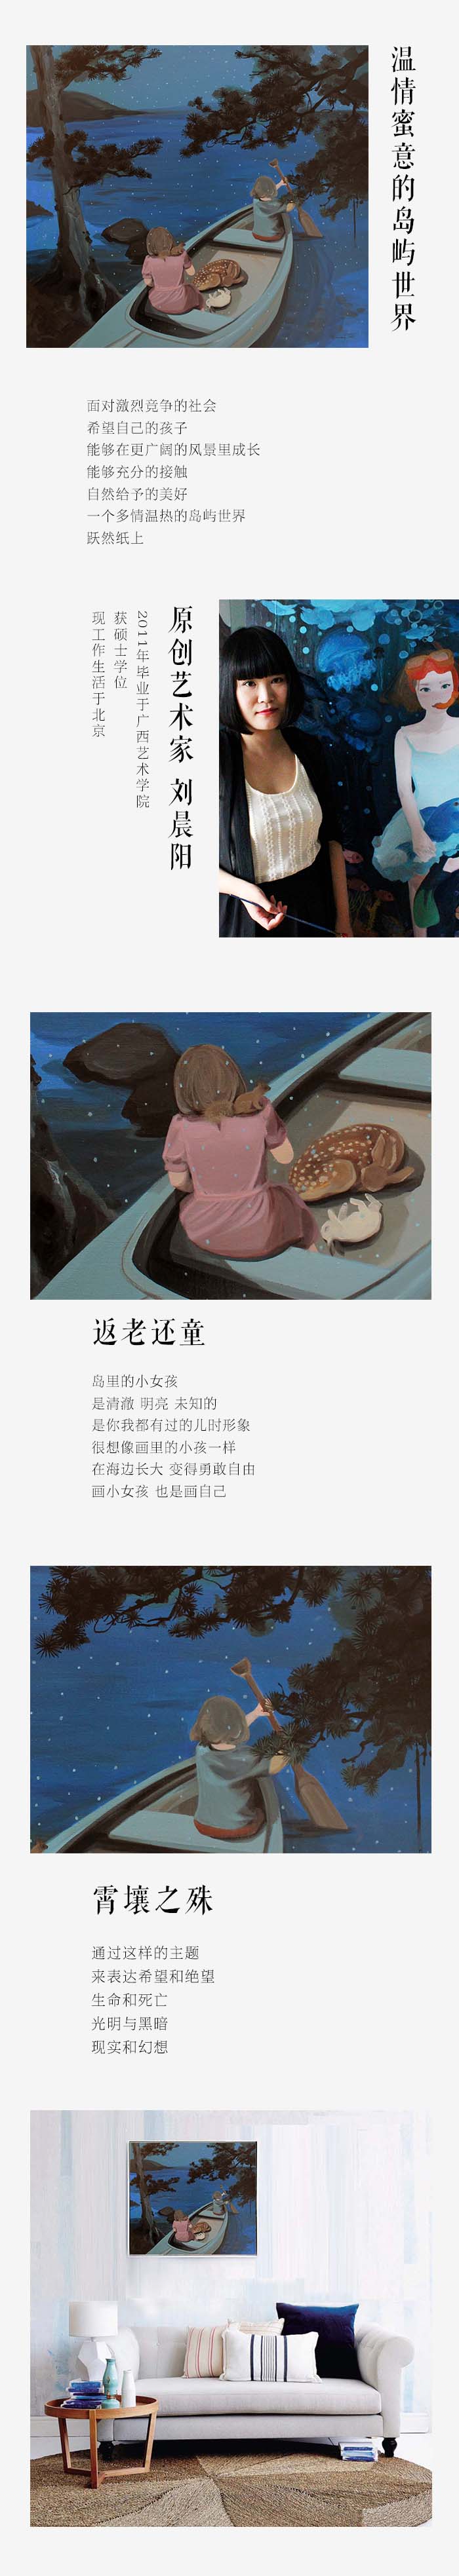 温情蜜意的岛屿世界
面对激烈竞争的社会
希望自己的孩子
能够在更广阔的风景里成长
能够充分的接触
自然给予的美好
一个多情温热的岛屿世界
跃然纸上
原创艺术家 刘晨阳
2011年毕业于广西艺术学院
获硕士学位
现工作生活于北京
返老还童
岛里的小女孩
是清澈 明亮 未知的
是你我都有过的儿时形象
很想像画里的小孩一样
在海边长大 变得勇敢自由
画小女孩 也是画自己
霄壤之殊
通过这样的主题
来表达希望和绝望
生命和死亡
光明与黑暗
现实和幻想